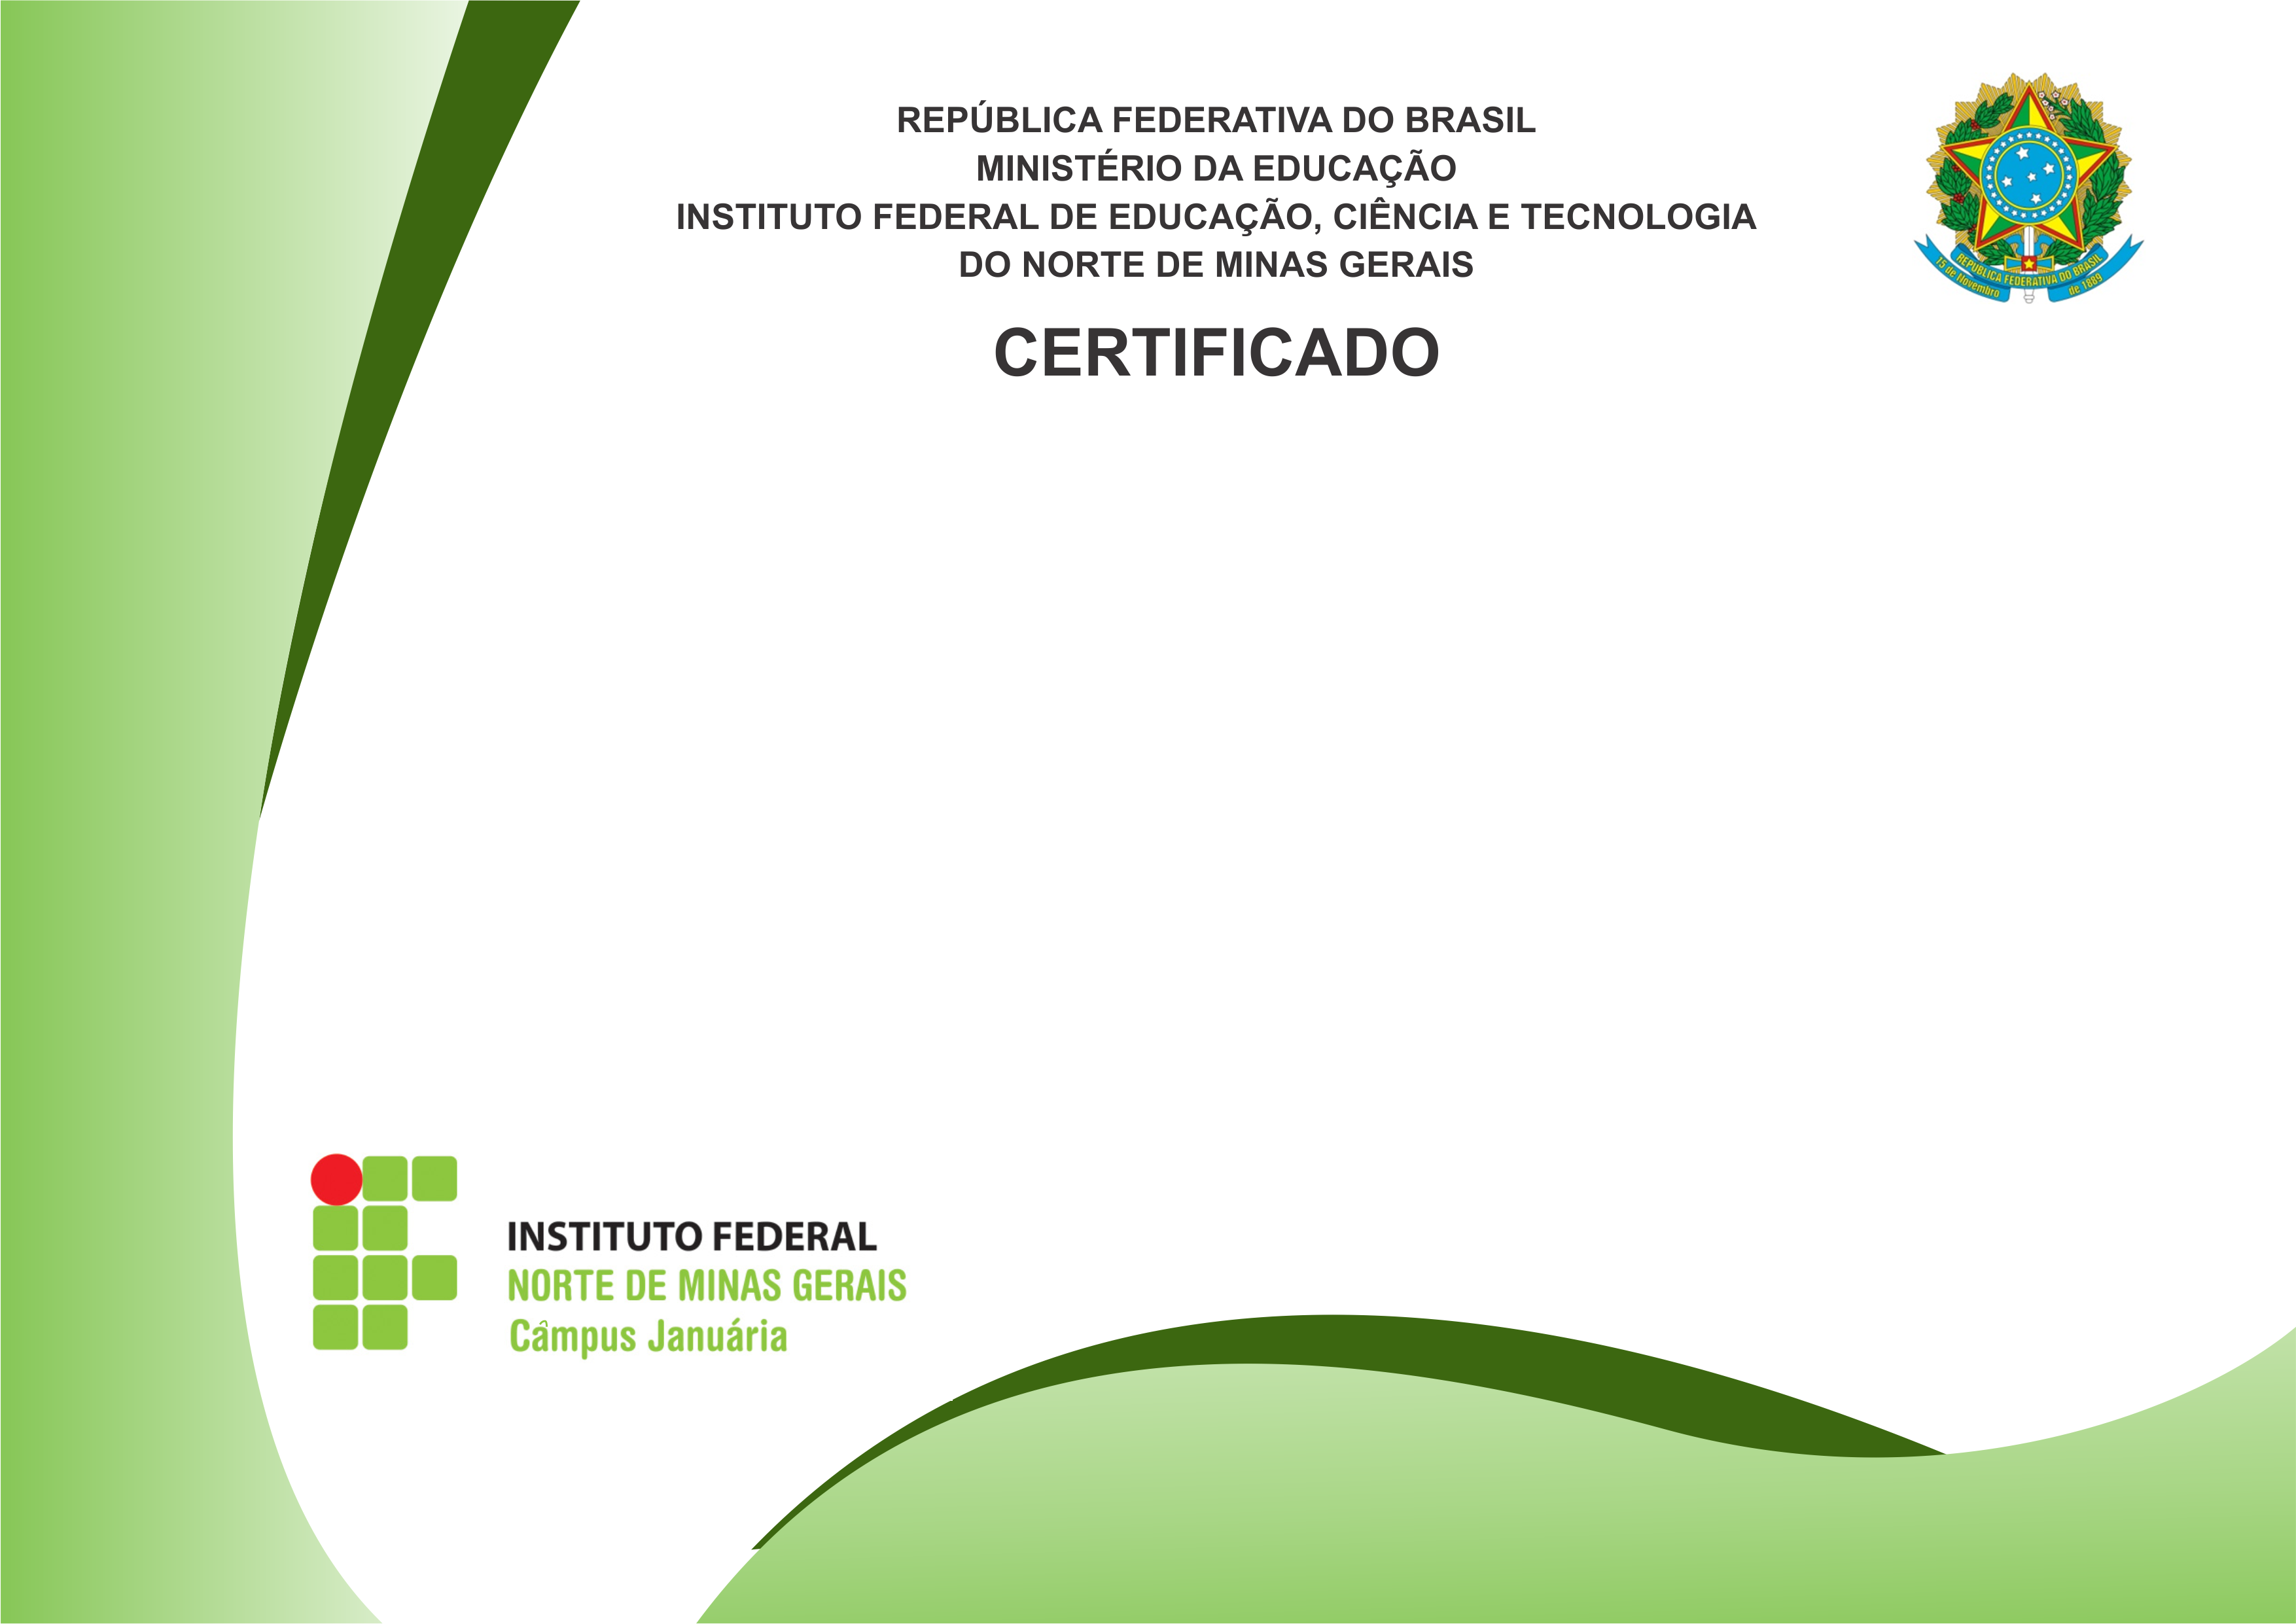 REPÚBLICA FEDERATIVA DO BRASIL
MINISTÉRIO DA EDUCAÇÃO
INSTITUTO FEDERAL DE EDUCAÇÃO, CIÊNCIA E TECNOLOGIA
DO NORTE DE MINAS GERAIS
CERTIFICADO
REPÚBLICA FEDERATIVA DO BRASIL
15 de Novembro de 1889
INSTITUTO FEDERAL
NORTE DE MINAS GERAIS
Câmpus Januária